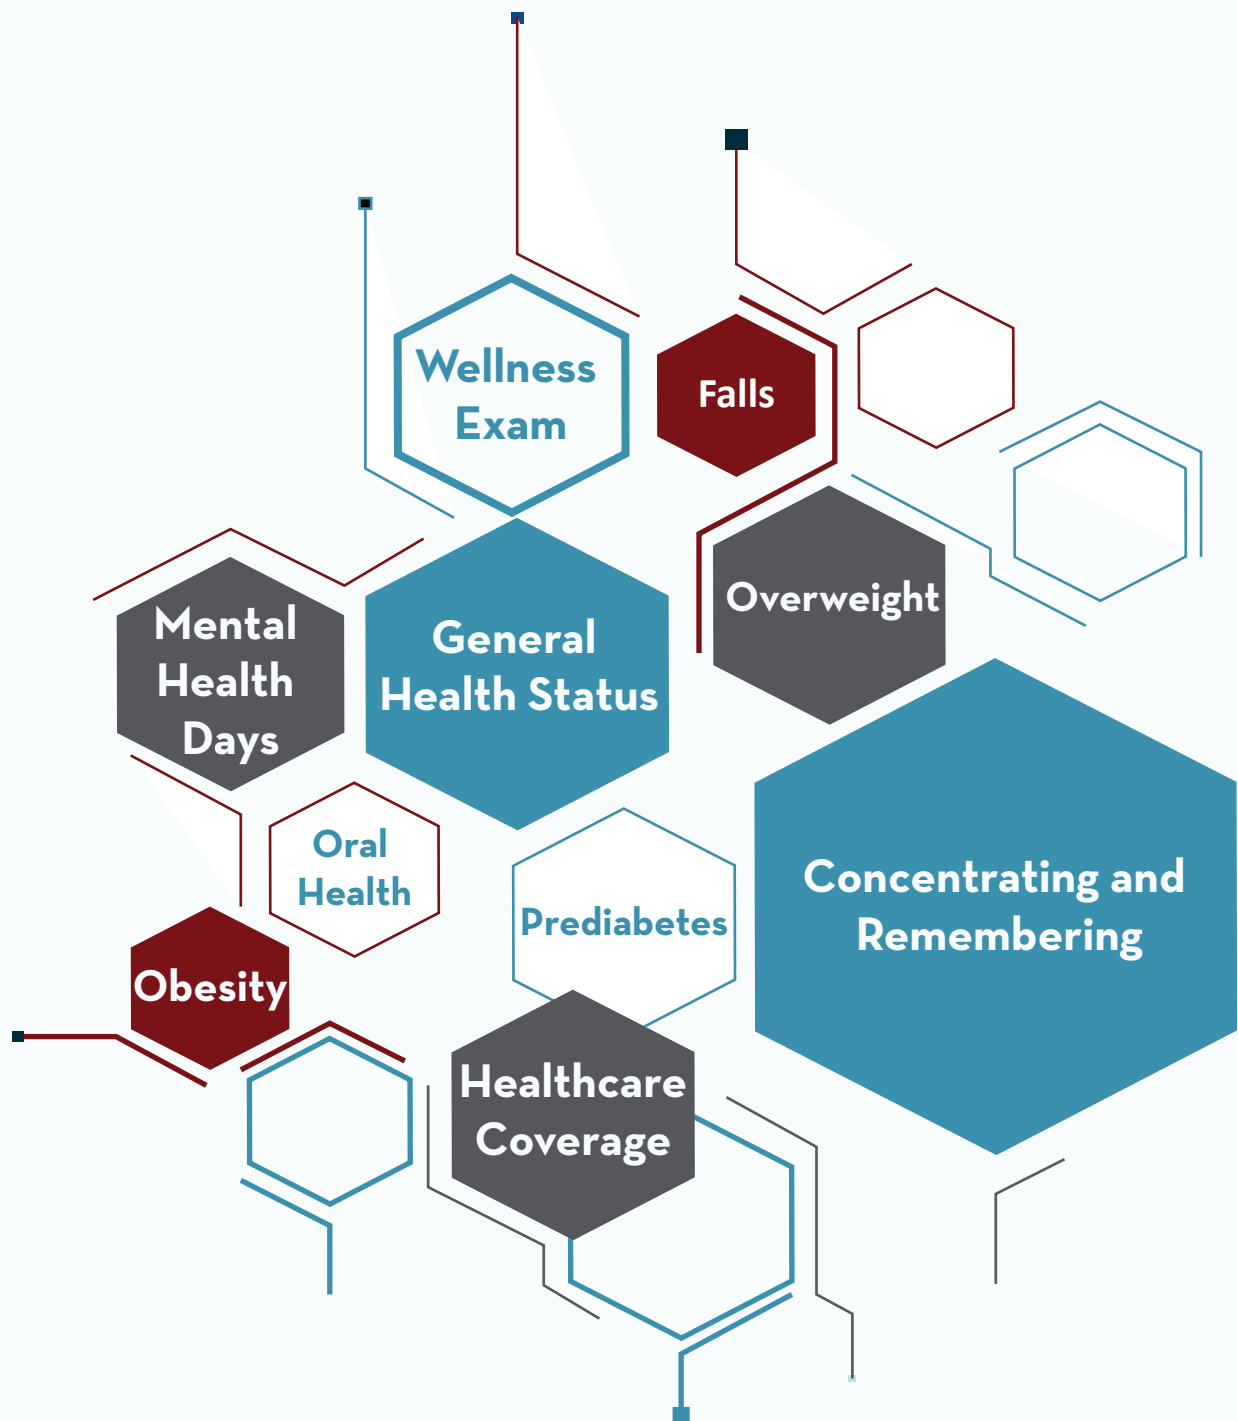 Wellness
Exam
Falls
Overweight
Mental
Health
Days
General
Health Status
Oral
Health
Prediabetes
Concentrating and
Remembering
Obesity
Healthcare
Coverage